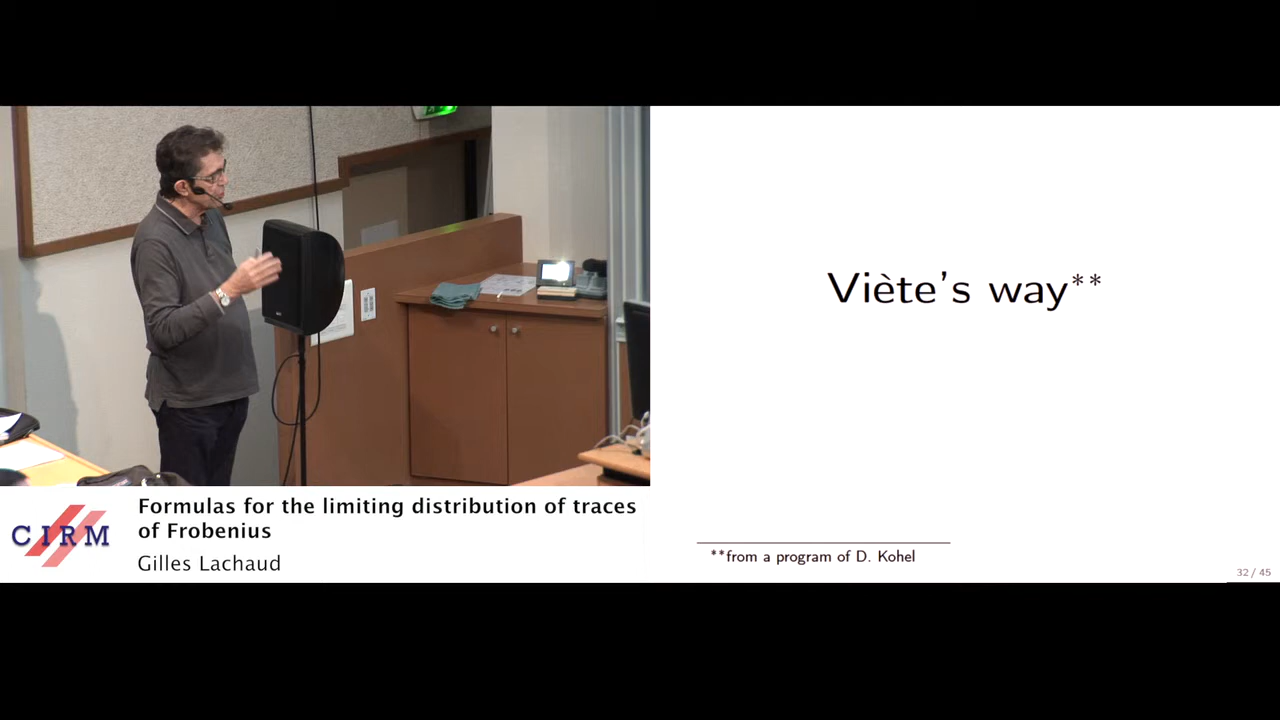 Viète's way**
**from a program of D. Kohel
32 / 45
CIRM
Formulas for the limiting distribution of traces
of Frobenius
Gilles Lachaud